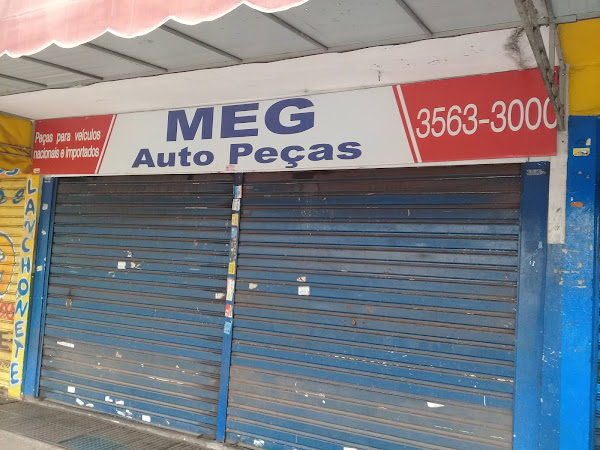 Peças para veículos
nacionais e importados
MEG
Auto Peças
3563-3000
LANCHONETE